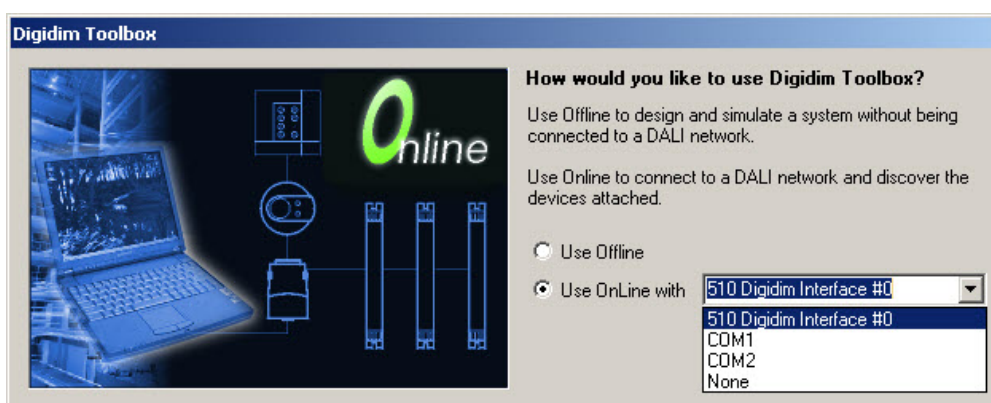 Digidim Toolbox
Online
How would you like to use Digidim Toolbox?
Use Offline to design and simulate a system without being
connected to a DALI network.
Use Online to connect to a DALI network and discover the
devices attached.
Use Offline
Use OnLine with
510 Digidim Interface #0
510 Digidim Interface #0
COM1
COM2
None